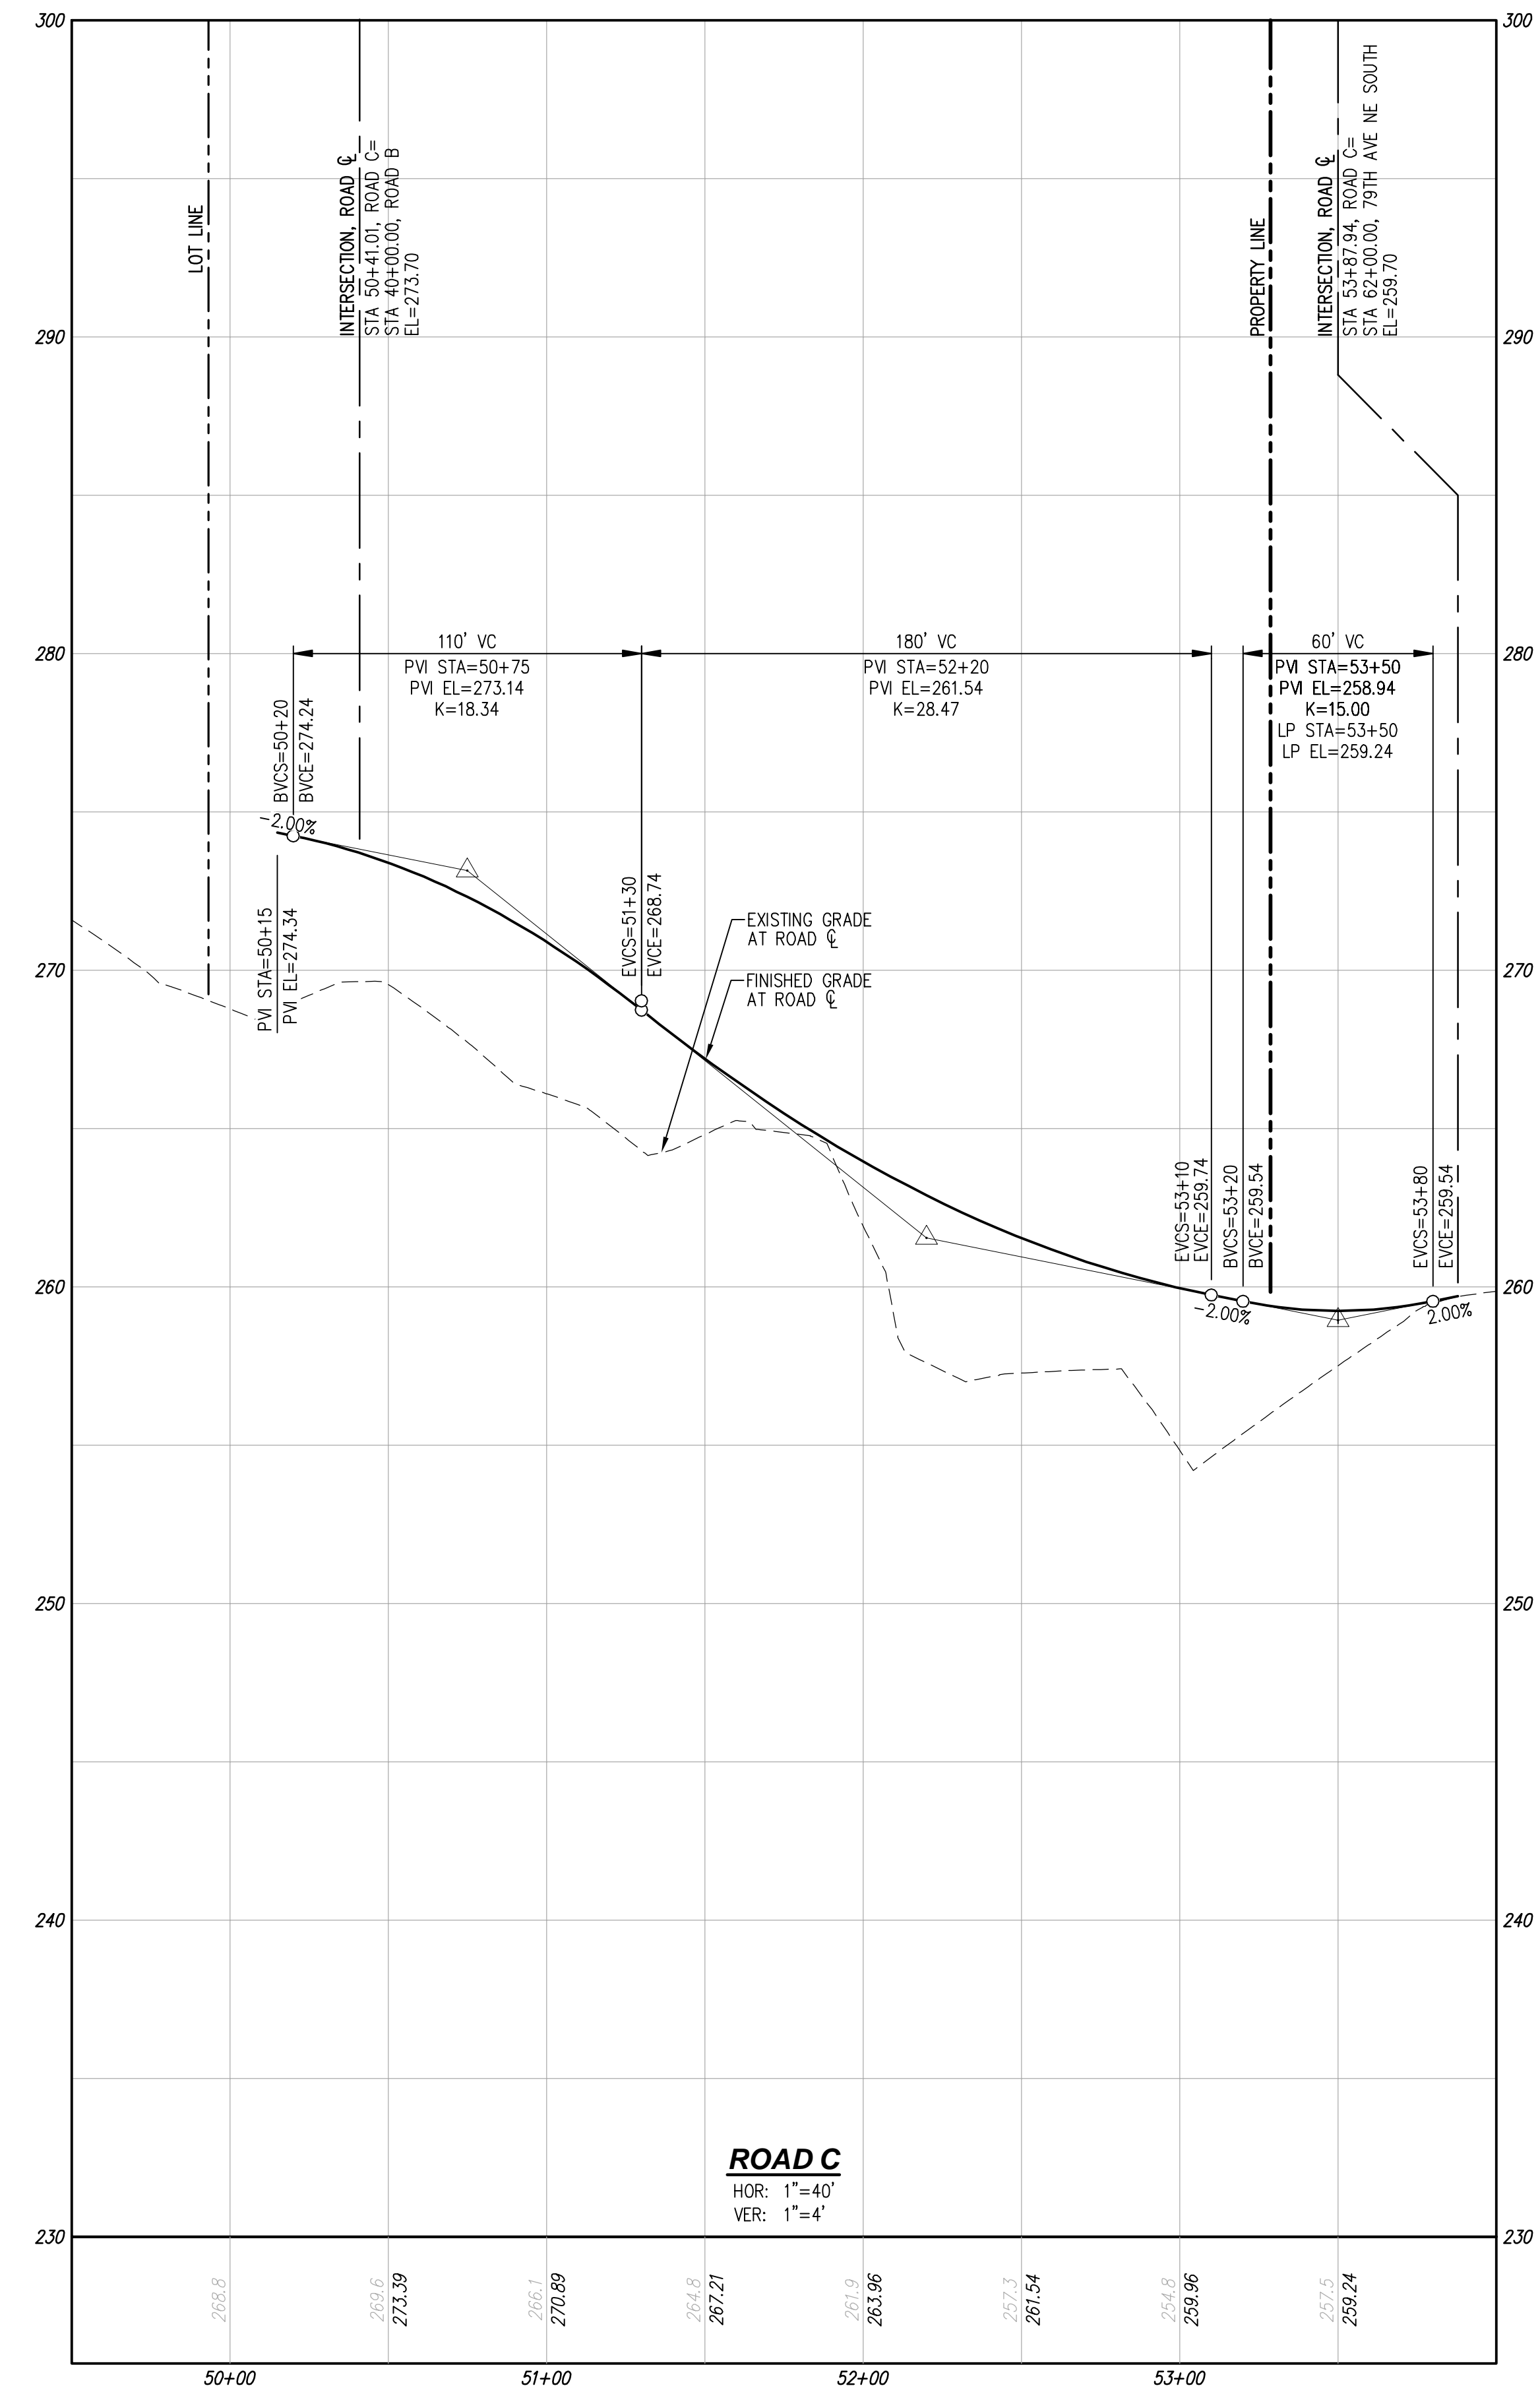 300
300
LOT LINE
INTERSECTION, ROAD ℄
STA 50+41.01, ROAD C=
STA 40+00.00, ROAD B
EL=273.70
PROPERTY LINE
INTERSECTION, ROAD ℄
STA 53+87.94, ROAD C=
STA 62+00.00, 79TH AVE NE SOUTH
EL=259.70
290
290
280
280
110' VC
PVI STA=50+75
PVI EL=273.14
K=18.34
180' VC
PVI STA=52+20
PVI EL=261.54
K=28.47
60' VC
PVI STA=53+50
PVI EL=258.94
K=15.00
LP STA=53+50
LP EL=259.24
BVCS=50+20
BVCE=274.24
-2.00%
PVI STA=50+15
PVI EL=274.34
EVCS=51+30
EVCE=268.74
EXISTING GRADE
AT ROAD ℄
FINISHED GRADE
AT ROAD ℄
270
270
EVCS=53+10
EVCE=259.74
BVCS=53+20
BVCE=259.54
EVCS=53+80
EVCE=259.54
260
260
-2.00%
2.00%
250
250
240
240
ROAD C
HOR: 1"=40'
VER: 1"=4'
230
230
268.8
269.6
273.39
266.1
270.89
264.8
267.21
261.9
263.96
257.3
261.54
254.8
259.96
257.5
259.24
50+00
51+00
52+00
53+00